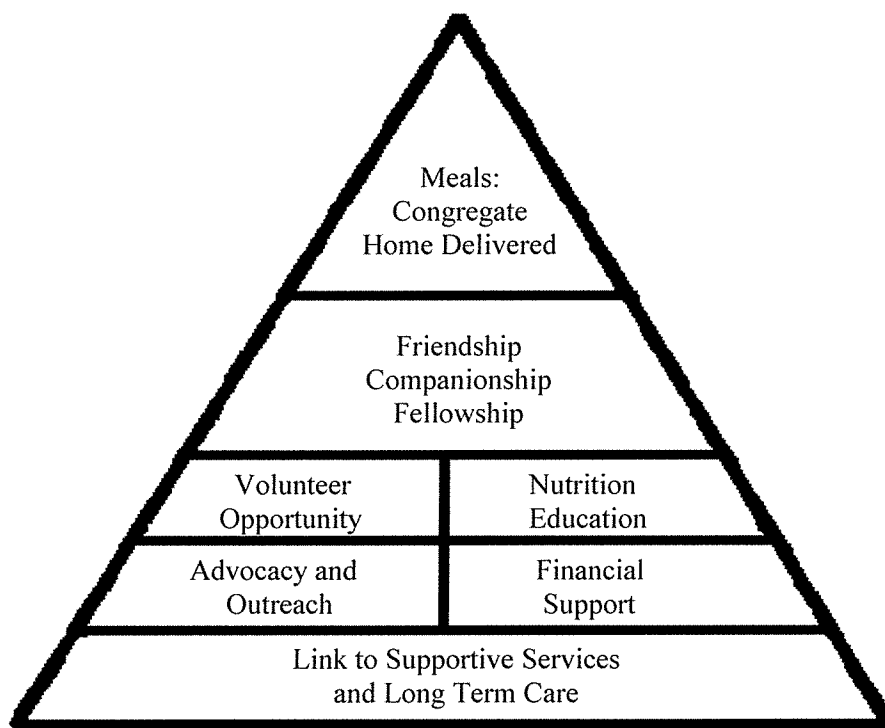 Meals:
Congregate
Home Delivered
Friendship
Companionship
Fellowship
Volunteer
Opportunity
Nutrition
Education
Advocacy and
Outreach
Financial
Support
Link to Supportive Services
and Long Term Care